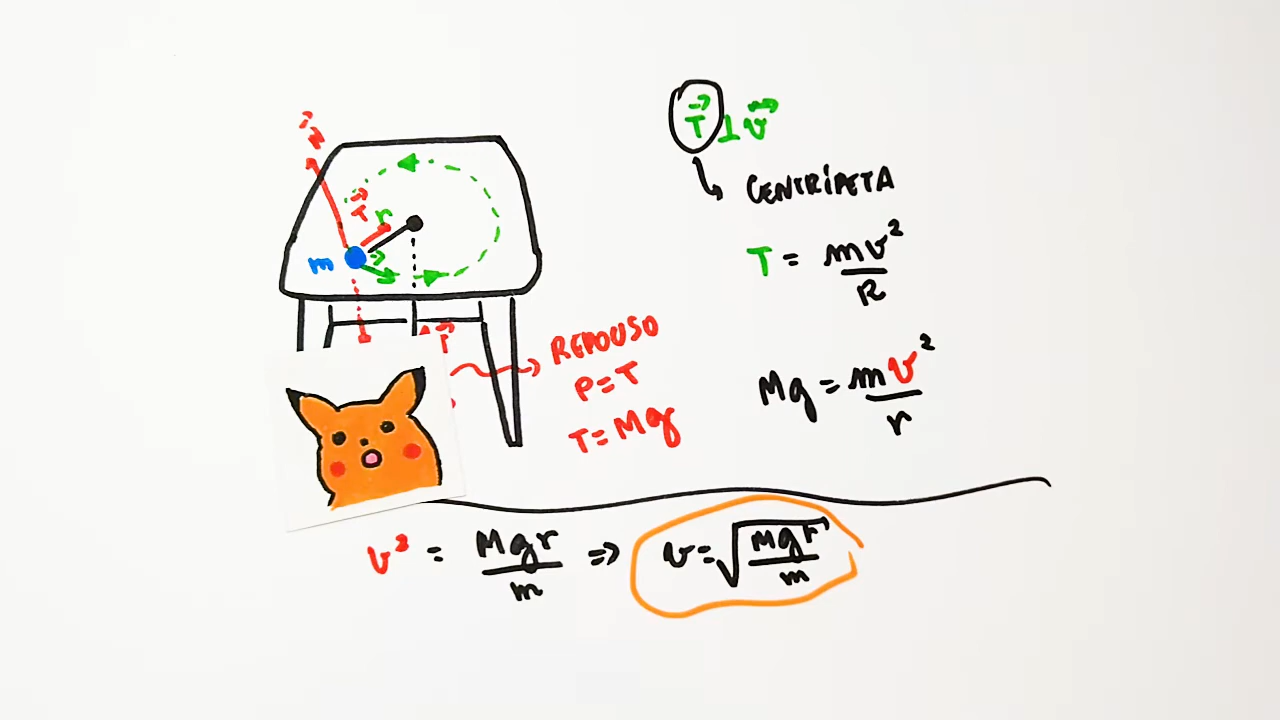 N
T
r
m
v
T
T ⊥ v
CENTRÍPETA
T = mv²/R
REPOUSO
P = T
T = Mg
Mg = mv²/r
v² = Mgr/m => v = √(Mgr/m)